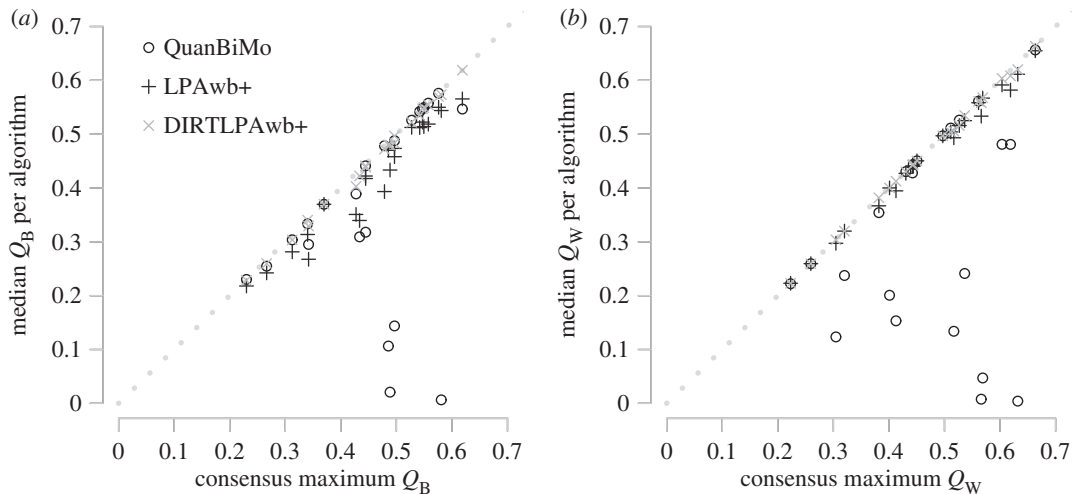 (a)
0.7
0.6
0.5
0.4
0.3
0.2
0.1
0
median Q_B per algorithm
QuanBiMo
LPAwb+
DIRTLPAwb+
0 0.1 0.2 0.3 0.4 0.5 0.6 0.7
consensus maximum Q_B
(b)
0.7
0.6
0.5
0.4
0.3
0.2
0.1
0
median Q_W per algorithm
0 0.1 0.2 0.3 0.4 0.5 0.6 0.7
consensus maximum Q_W